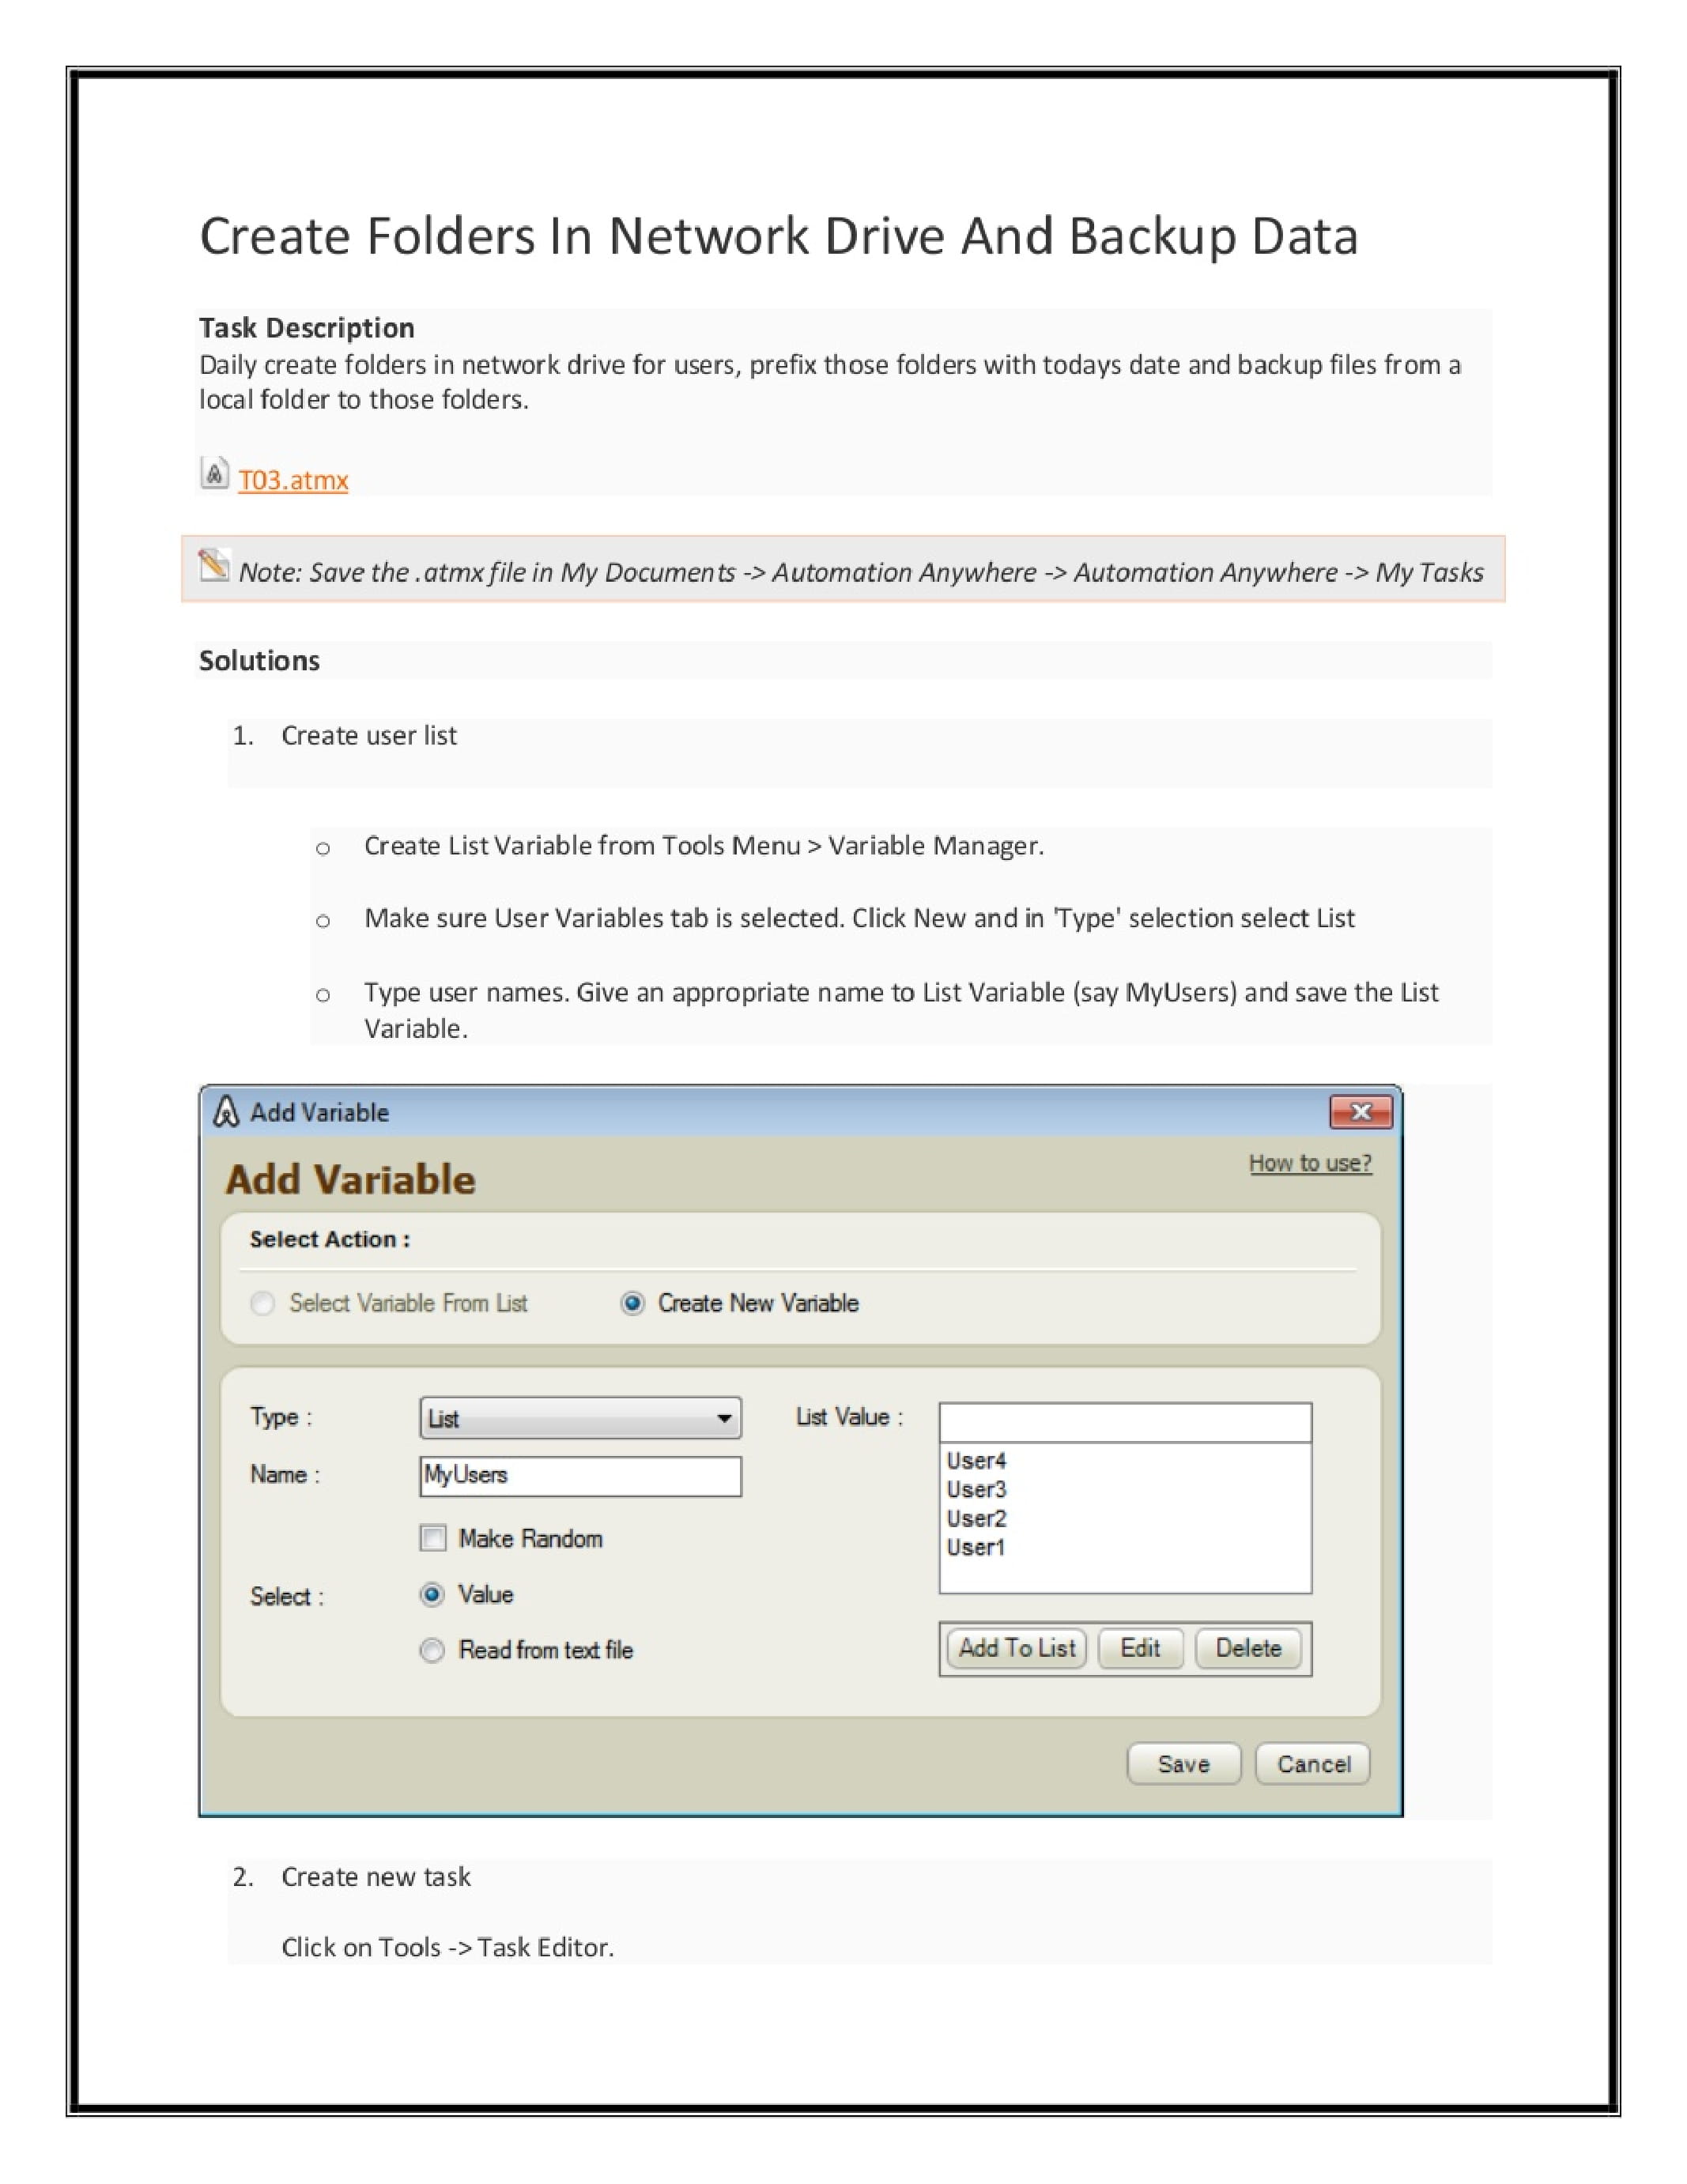 Create Folders In Network Drive And Backup Data
Task Description
Daily create folders in network drive for users, prefix those folders with todays date and backup files from a
local folder to those folders.
T03.atmx
Note: Save the .atmx file in My Documents -> Automation Anywhere -> Automation Anywhere -> My Tasks
Solutions
1. Create user list
o Create List Variable from Tools Menu > Variable Manager.
o Make sure User Variables tab is selected. Click New and in 'Type' selection select List
o Type user names. Give an appropriate name to List Variable (say MyUsers) and save the List
Variable.
Add Variable
Add Variable
How to use?
Select Action :
Select Variable From List Create New Variable
Type : List List Value :
Name : MyUsers
User4
User3
User2
User1
Make Random
Select : Value
Read from text file
Add To List Edit Delete
Save Cancel
2. Create new task
Click on Tools -> Task Editor.